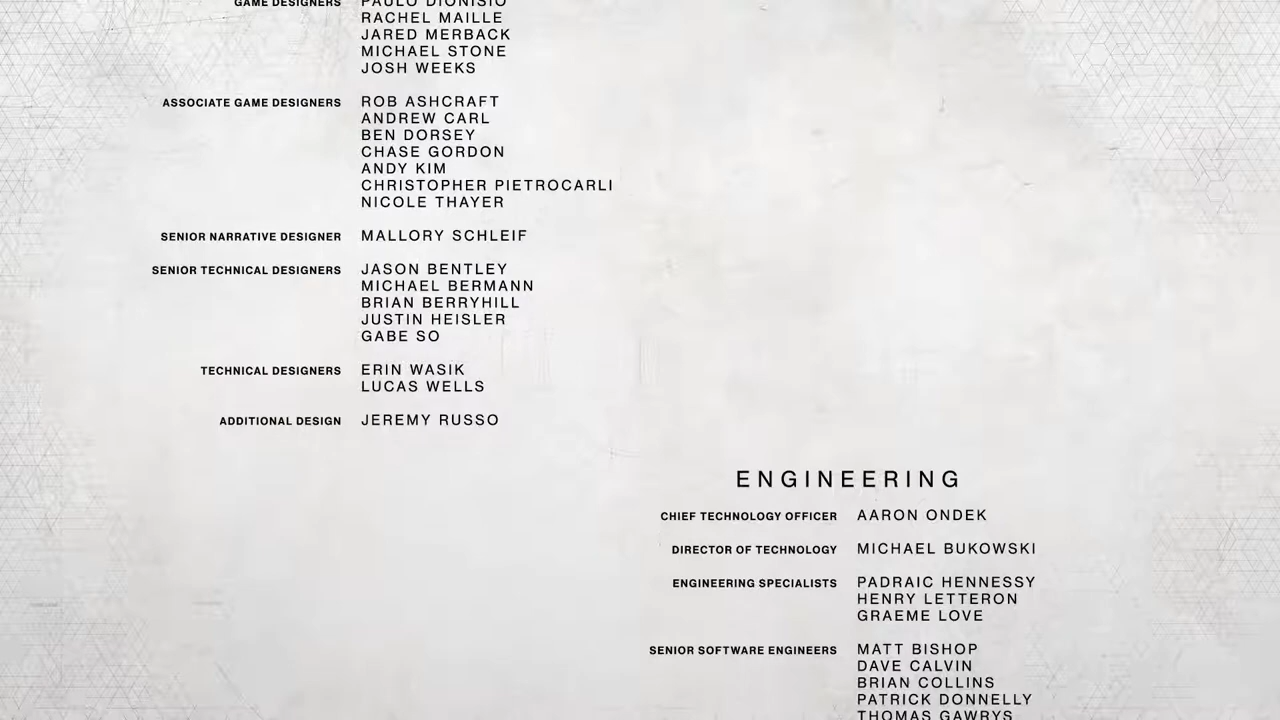 GAME DESIGNERS PAULO DIONISIO
RACHEL MAILLE
JARED MERBACK
MICHAEL STONE
JOSH WEEKS
ASSOCIATE GAME DESIGNERS ROB ASHCRAFT
ANDREW CARL
BEN DORSEY
CHASE GORDON
ANDY KIM
CHRISTOPHER PIETROCARLI
NICOLE THAYER
SENIOR NARRATIVE DESIGNER MALLORY SCHLEIF
SENIOR TECHNICAL DESIGNERS JASON BENTLEY
MICHAEL BERMANN
BRIAN BERRYHILL
JUSTIN HEISLER
GABE SO
TECHNICAL DESIGNERS ERIN WASIK
LUCAS WELLS
ADDITIONAL DESIGN JEREMY RUSSO
ENGINEERING
CHIEF TECHNOLOGY OFFICER AARON ONDEK
DIRECTOR OF TECHNOLOGY MICHAEL BUKOWSKI
ENGINEERING SPECIALISTS PADRAIC HENNESSY
HENRY LETTERON
GRAEME LOVE
SENIOR SOFTWARE ENGINEERS MATT BISHOP
DAVE CALVIN
BRIAN COLLINS
PATRICK DONNELLY
THOMAS GAWRYS